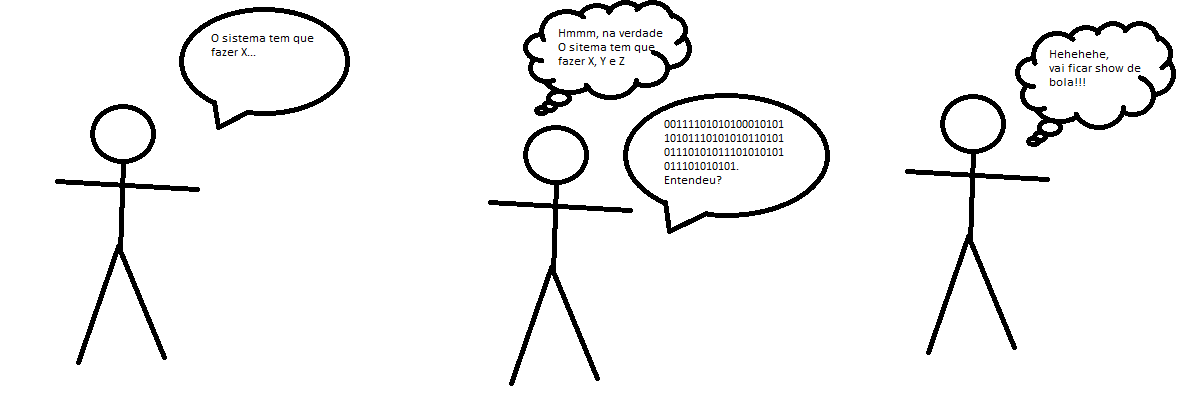 O sistema tem que
fazer X...
Hmmm, na verdade
O sitema tem que
fazer X, Y e Z
00111101010100010101
10101110101010110101
01110101011101010101
011101010101.
Entendeu?
Hehehehe,
vai ficar show de
bola!!!